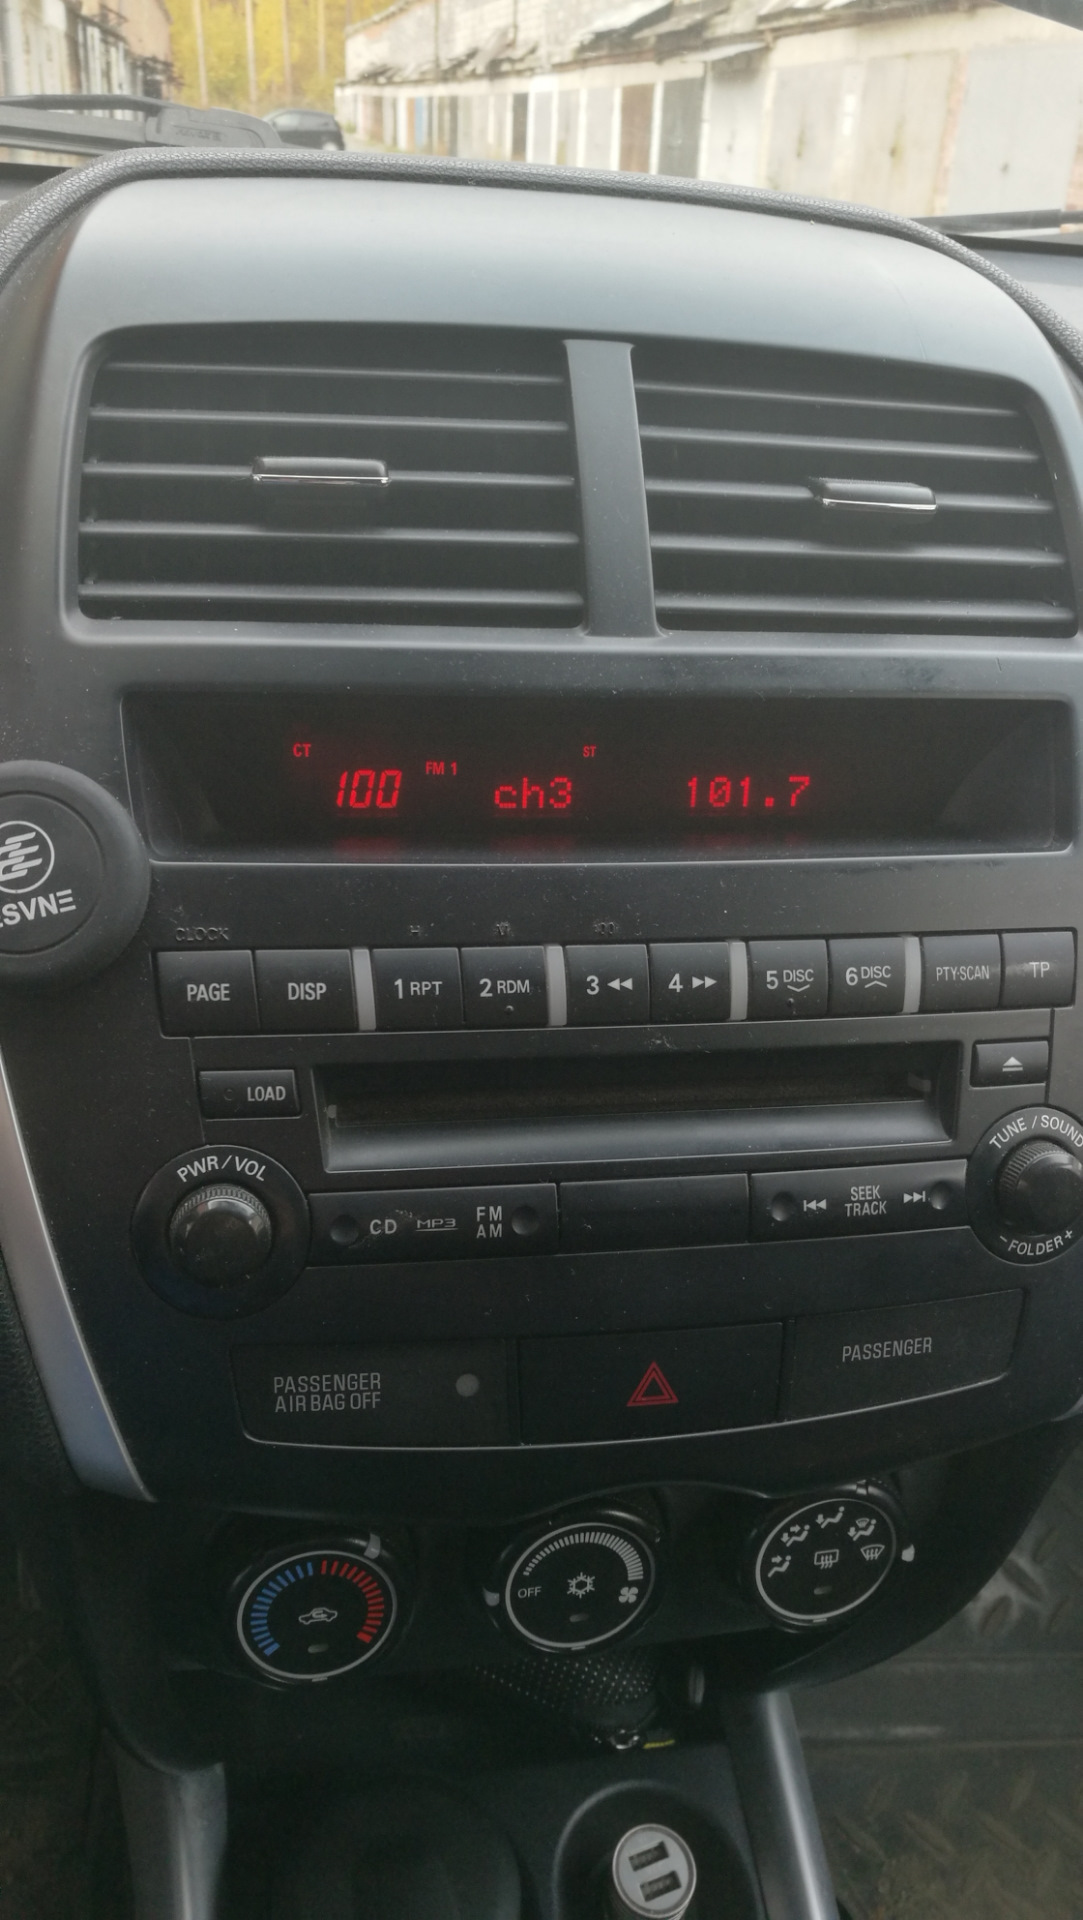 CT
100
FM 1
ch3
ST
101.7
SVNE
CLOCK
H
M
:00
PAGE
DISP
1 RPT
2 RDM
3
4
5 DISC
6 DISC
PTY·SCAN
TP
LOAD
PWR/VOL
TUNE / SOUND
CD
MP3
FM
AM
SEEK
TRACK
- FOLDER +
PASSENGER
AIR BAG OFF
PASSENGER
OFF